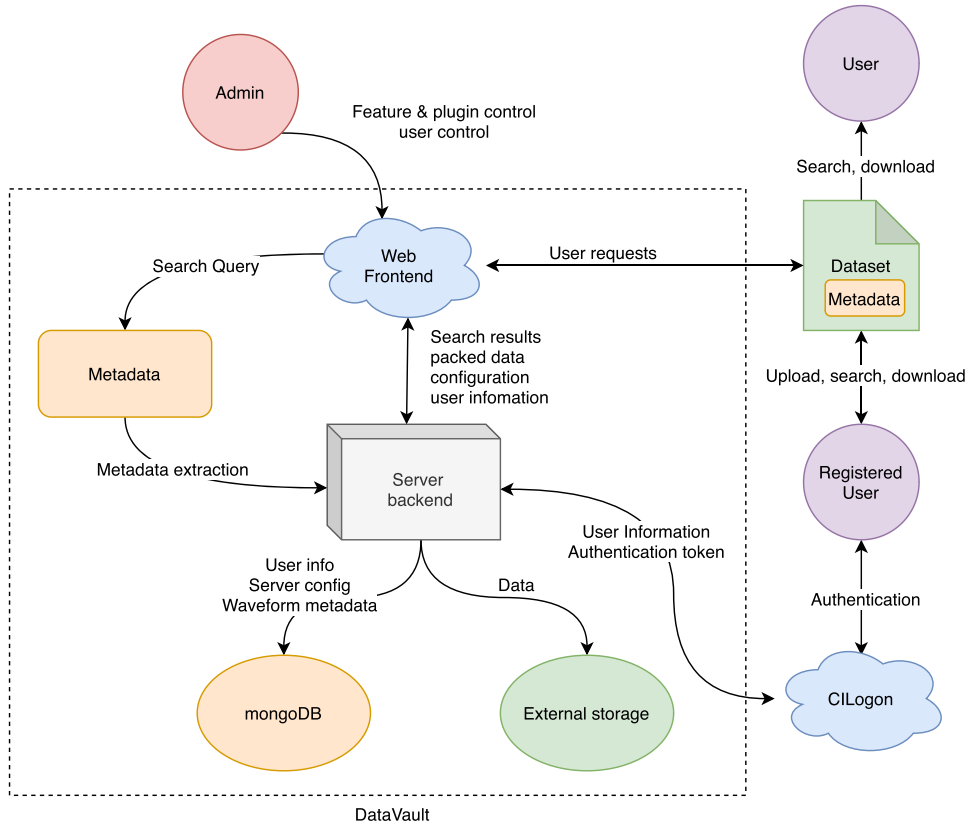 User
Admin
Feature & plugin control
user control
Search, download
Web
Frontend
User requests
Search Query
Dataset
Metadata
Search results
packed data
configuration
user infomation
Metadata
Upload, search, download
Metadata extraction
Server
backend
Registered
User
User Information
Authentication token
User info
Server config
Waveform metadata
Data
Authentication
mongoDB
External storage
CILogon
DataVault